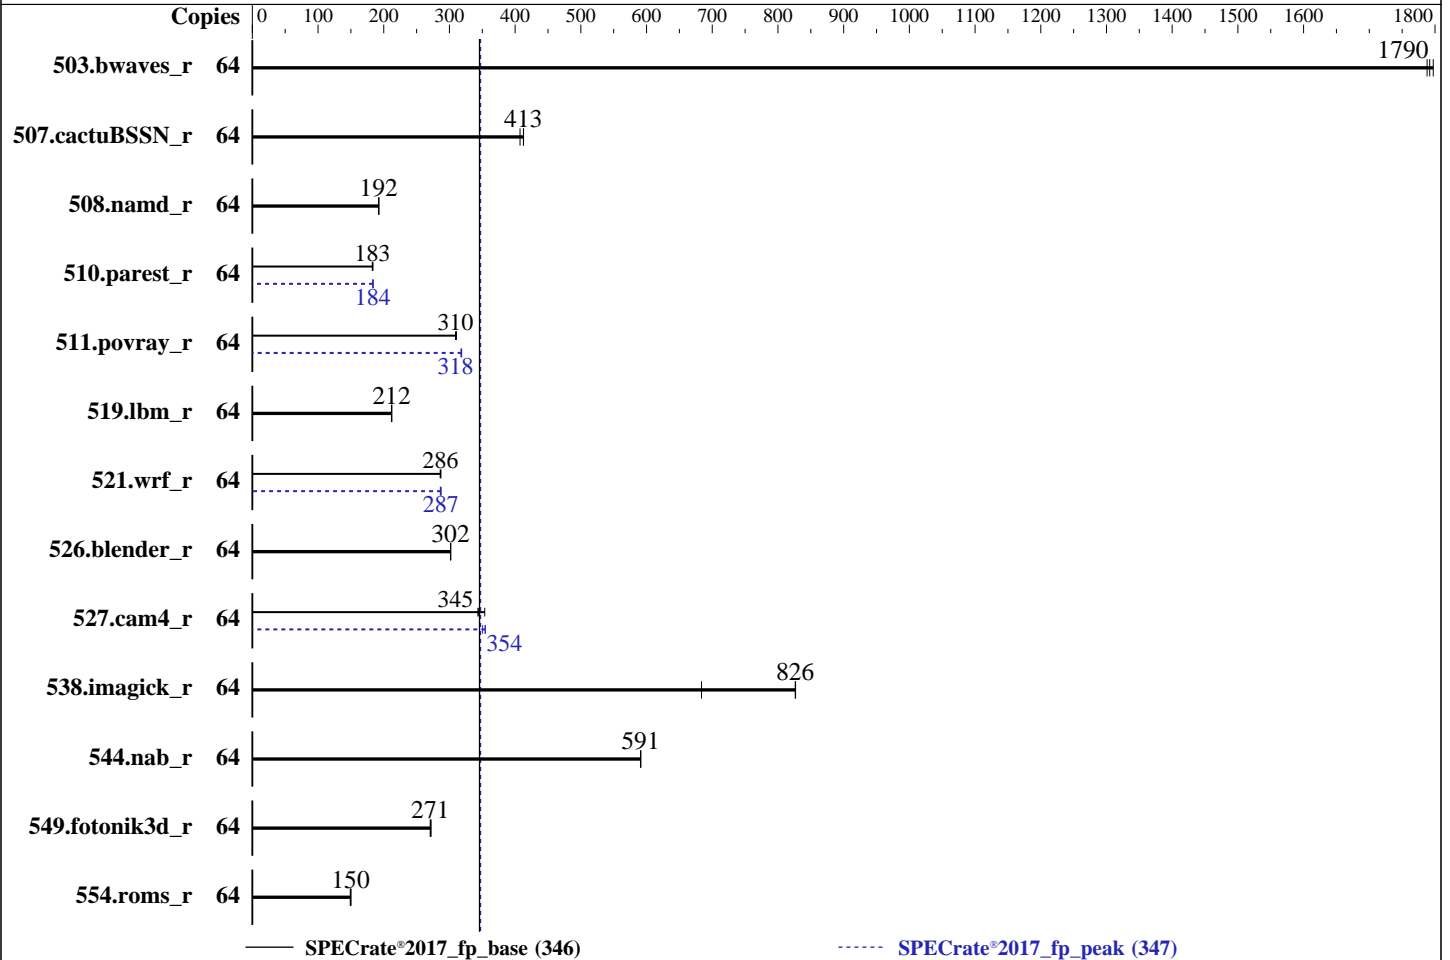 Copies 0 100 200 300 400 500 600 700 800 900 1000 1100 1200 1300 1400 1500 1600 1800
503.bwaves_r 64 1790
507.cactuBSSN_r 64 413
508.namd_r 64 192
183
510.parest_r 64
184
310
511.povray_r 64
318
519.lbm_r 64 212
286
521.wrf_r 64
287
526.blender_r 64 302
345
527.cam4_r 64
354
538.imagick_r 64 826
544.nab_r 64 591
549.fotonik3d_r 64 271
554.roms_r 64 150
SPECrate®2017_fp_base (346) SPECrate®2017_fp_peak (347)